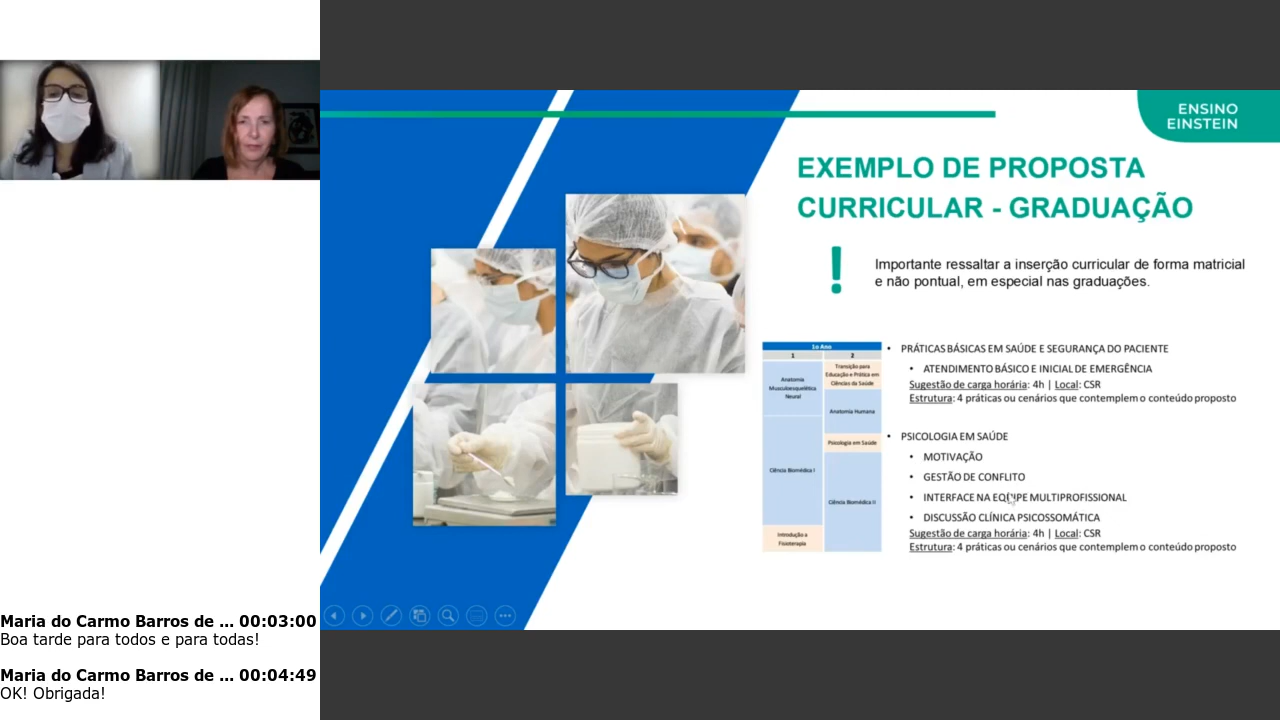 ENSINO
EINSTEIN
EXEMPLO DE PROPOSTA
CURRICULAR - GRADUAÇÃO
!
Importante ressaltar a inserção curricular de forma matricial
e não pontual, em especial nas graduações.
1o Ano
1
2
Anatomia
Musculoesquelética
Neural
Ciência Biomédica I
Introdução a
Fisioterapia
Transição para
Educação e Prática em
Ciências da Saúde
Anatomia Humana
Psicologia em Saúde
Ciência Biomédica II
• PRÁTICAS BÁSICAS EM SAÚDE E SEGURANÇA DO PACIENTE
• ATENDIMENTO BÁSICO E INICIAL DE EMERGÊNCIA
Sugestão de carga horária: 4h | Local: CSR
Estrutura: 4 práticas ou cenários que contemplem o conteúdo proposto
• PSICOLOGIA EM SAÚDE
• MOTIVAÇÃO
• GESTÃO DE CONFLITO
• INTERFACE NA EQUIPE MULTIPROFISSIONAL
• DISCUSSÃO CLÍNICA PSICOSSOMÁTICA
Sugestão de carga horária: 4h | Local: CSR
Estrutura: 4 práticas ou cenários que contemplem o conteúdo proposto
Maria do Carmo Barros de ... 00:03:00
Boa tarde para todos e para todas!
Maria do Carmo Barros de ... 00:04:49
OK! Obrigada!